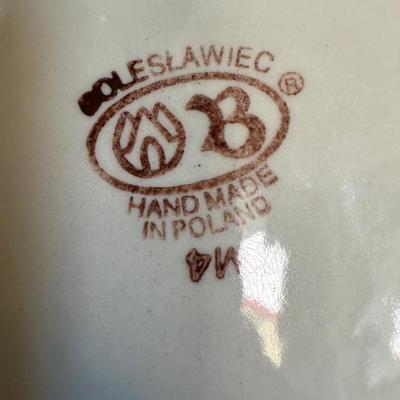 BOLESŁAWIEC ®
B
HAND MADE
IN POLAND
M4